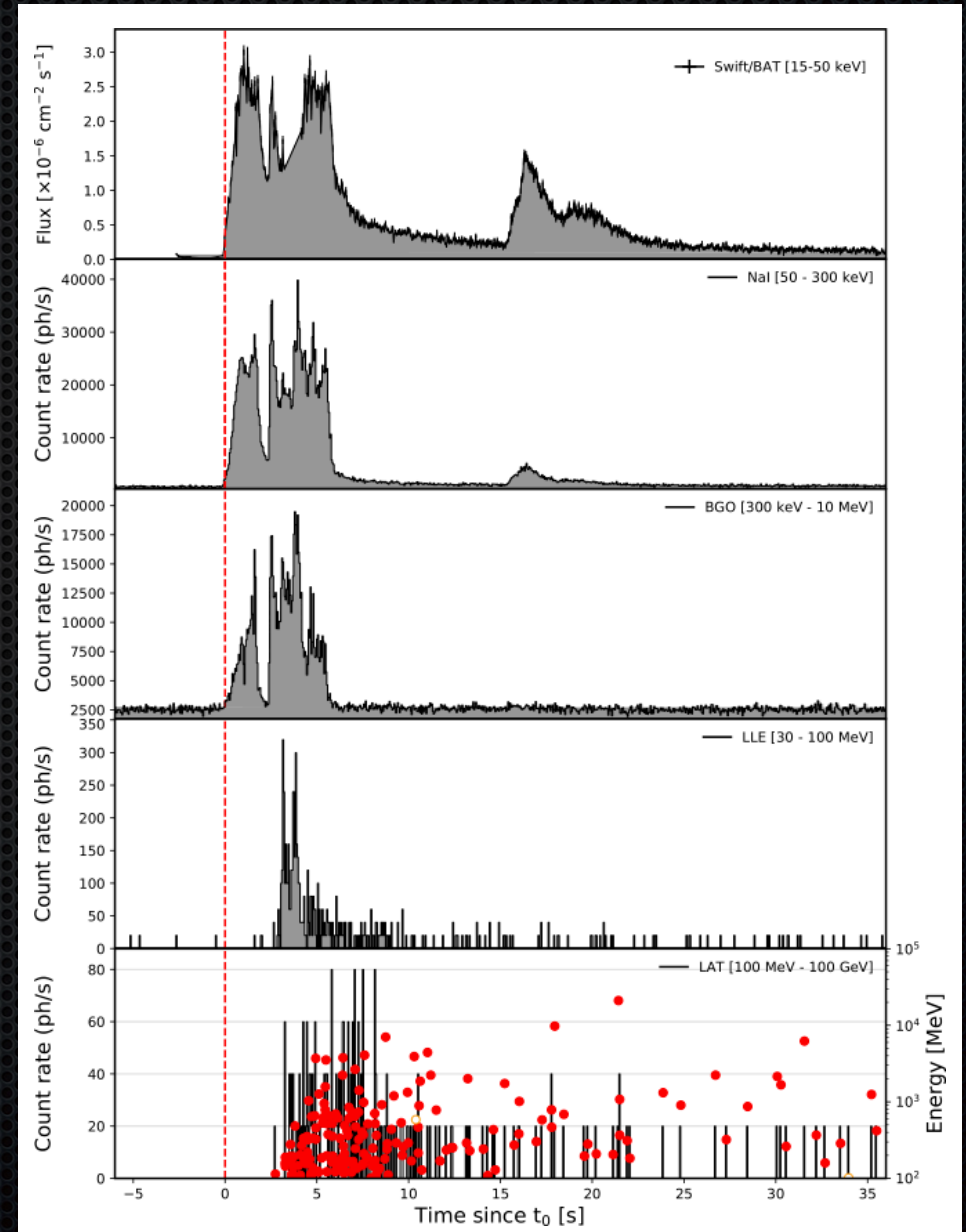 Flux [×10⁻⁶ cm⁻² s⁻¹]
3.0
2.5
2.0
1.5
1.0
0.5
0.0
Swift/BAT [15-50 keV]
Count rate (ph/s)
40000
30000
20000
10000
NaI [50 - 300 keV]
Count rate (ph/s)
20000
17500
15000
12500
10000
7500
5000
2500
BGO [300 keV - 10 MeV]
Count rate (ph/s)
350
300
250
200
150
100
50
0
LLE [30 - 100 MeV]
Count rate (ph/s)
80
60
40
20
0
LAT [100 MeV - 100 GeV]
10⁵
10⁴
10³
10²
Energy [MeV]
−5 0 5 10 15 20 25 30 35
Time since t₀ [s]